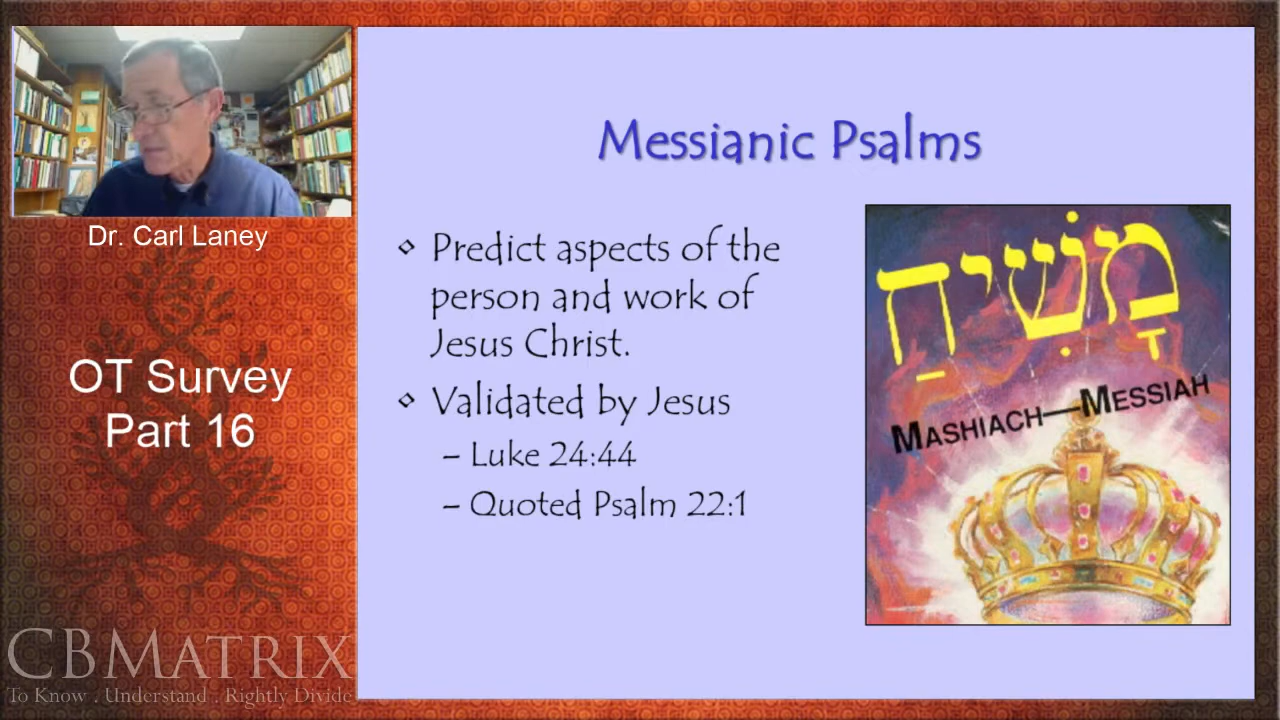 Dr. Carl Laney
OT Survey
Part 16
CBMATRIX
To Know . Understand . Rightly Divide
Messianic Psalms
Predict aspects of the
person and work of
Jesus Christ.
Validated by Jesus
– Luke 24:44
– Quoted Psalm 22:1
מָשִׁיחַ
MASHIACH—MESSIAH